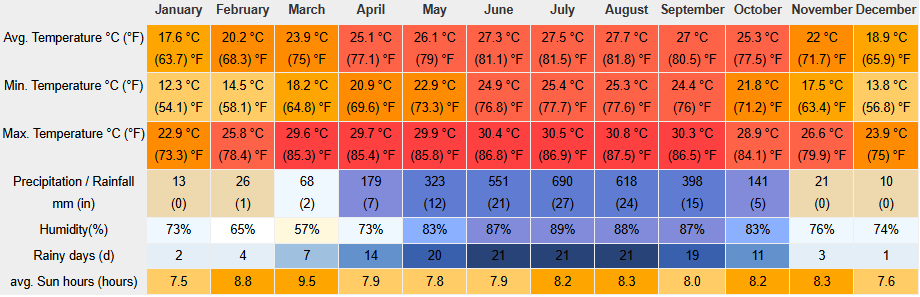 January February March April May June July August September October November December
Avg. Temperature °C (°F) 17.6 °C 20.2 °C 23.9 °C 25.1 °C 26.1 °C 27.3 °C 27.5 °C 27.7 °C 27 °C 25.3 °C 22 °C 18.9 °C
(63.7) °F (68.3) °F (75) °F (77.1) °F (79) °F (81.1) °F (81.5) °F (81.8) °F (80.5) °F (77.5) °F (71.7) °F (65.9) °F
Min. Temperature °C (°F) 12.3 °C 14.5 °C 18.2 °C 20.9 °C 22.9 °C 24.9 °C 25.4 °C 25.3 °C 24.4 °C 21.8 °C 17.5 °C 13.8 °C
(54.1) °F (58.1) °F (64.8) °F (69.6) °F (73.3) °F (76.8) °F (77.7) °F (77.6) °F (76) °F (71.2) °F (63.4) °F (56.8) °F
Max. Temperature °C (°F) 22.9 °C 25.8 °C 29.6 °C 29.7 °C 29.9 °C 30.4 °C 30.5 °C 30.8 °C 30.3 °C 28.9 °C 26.6 °C 23.9 °C
(73.3) °F (78.4) °F (85.3) °F (85.4) °F (85.8) °F (86.8) °F (86.9) °F (87.5) °F (86.5) °F (84.1) °F (79.9) °F (75) °F
Precipitation / Rainfall 13 26 68 179 323 551 690 618 398 141 21 10
mm (in) (0) (1) (2) (7) (12) (21) (27) (24) (15) (5) (0) (0)
Humidity(%) 73% 65% 57% 73% 83% 87% 89% 88% 87% 83% 76% 74%
Rainy days (d) 2 4 7 14 20 21 21 21 19 11 3 1
avg. Sun hours (hours) 7.5 8.8 9.5 7.9 7.8 7.9 8.2 8.3 8.0 8.2 8.3 7.6